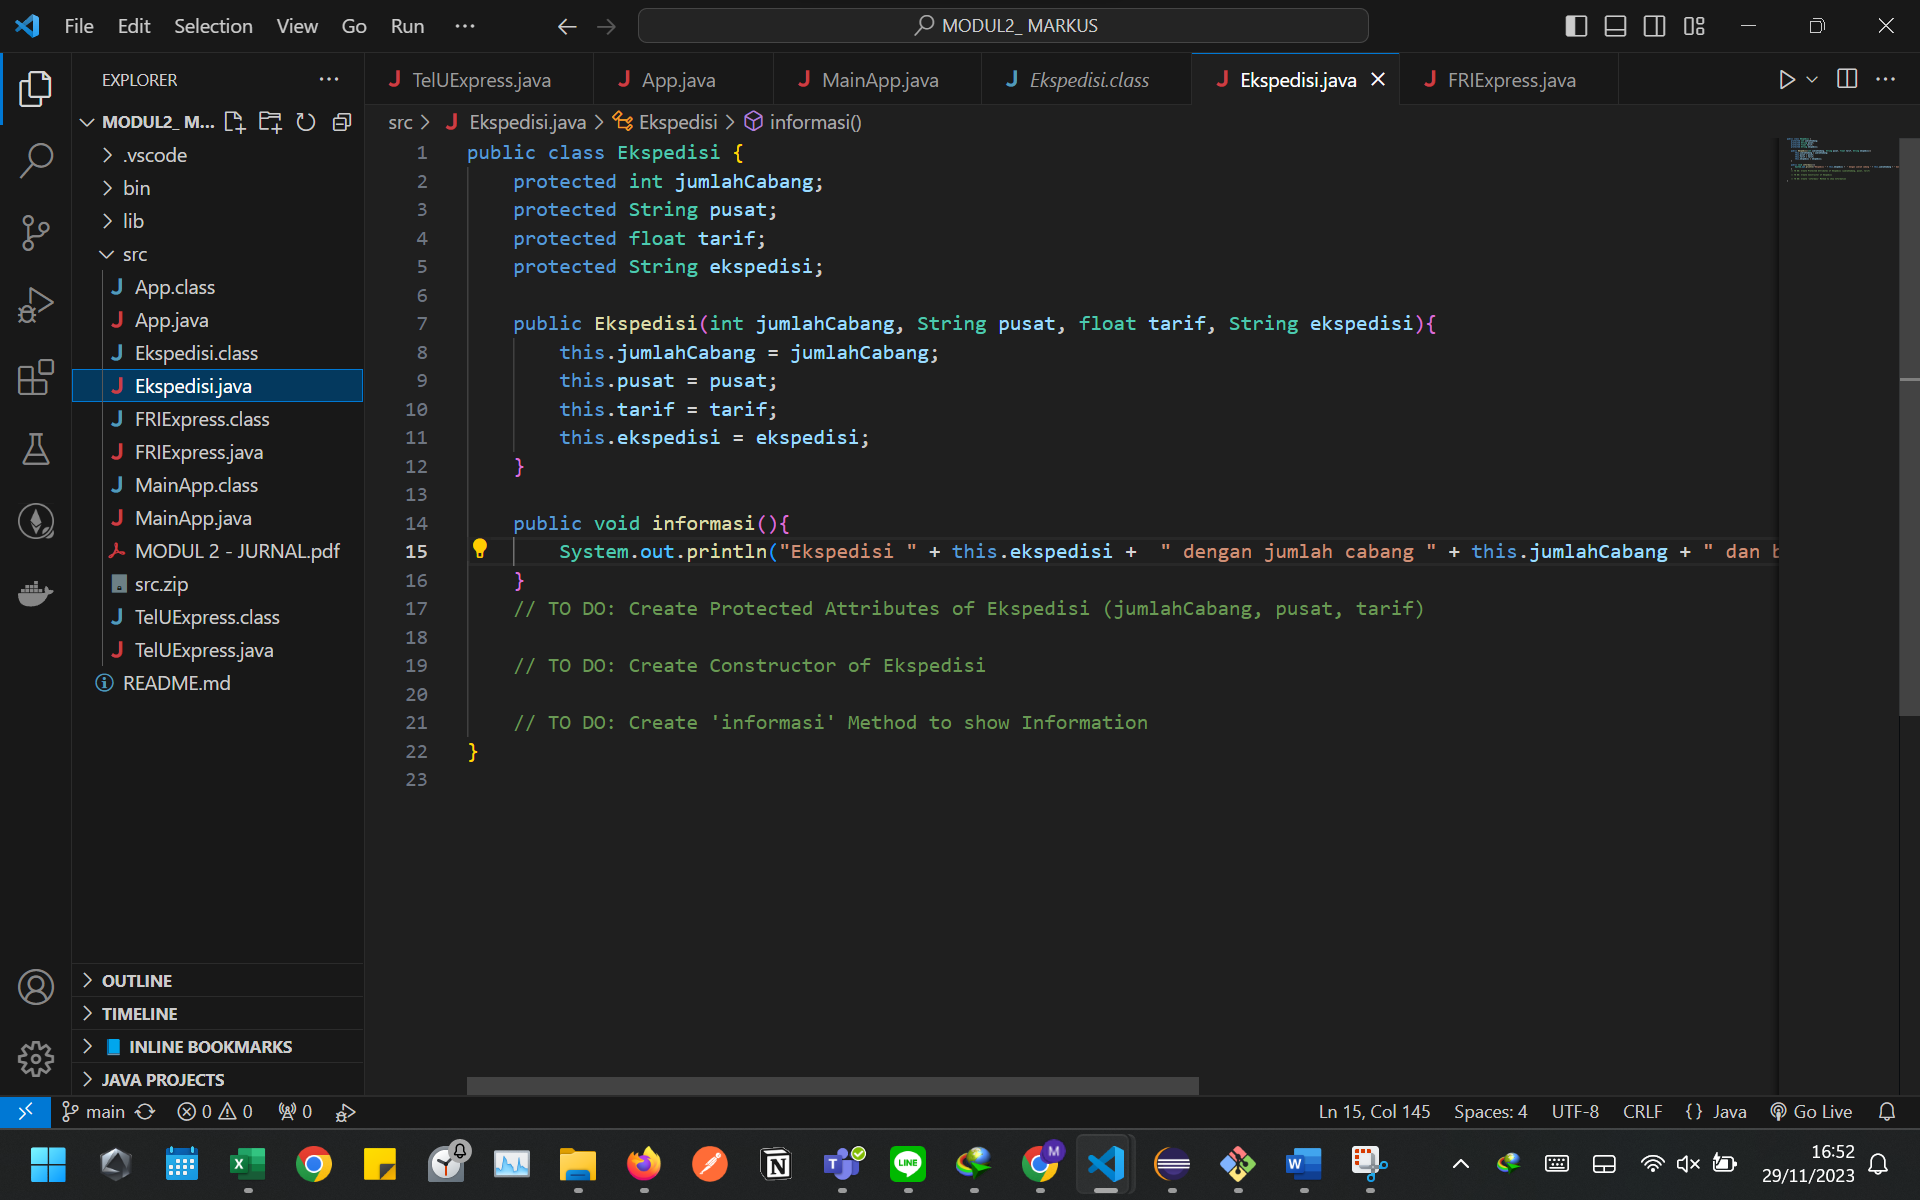 File Edit Selection View Go Run ··· MODUL2_ MARKUS
EXPLORER ···
TelUExpress.java App.java MainApp.java Ekspedisi.class Ekspedisi.java FRIExpress.java
MODUL2_ M...
src > Ekspedisi.java > Ekspedisi > informasi()
.vscode
bin
lib
src
App.class
App.java
Ekspedisi.class
Ekspedisi.java
FRIExpress.class
FRIExpress.java
MainApp.class
MainApp.java
MODUL 2 - JURNAL.pdf
src.zip
TelUExpress.class
TelUExpress.java
README.md
OUTLINE
TIMELINE
INLINE BOOKMARKS
JAVA PROJECTS
1 public class Ekspedisi {
2 protected int jumlahCabang;
3 protected String pusat;
4 protected float tarif;
5 protected String ekspedisi;
6
7 public Ekspedisi(int jumlahCabang, String pusat, float tarif, String ekspedisi){
8 this.jumlahCabang = jumlahCabang;
9 this.pusat = pusat;
10 this.tarif = tarif;
11 this.ekspedisi = ekspedisi;
12 }
13
14 public void informasi(){
15 System.out.println("Ekspedisi " + this.ekspedisi +  " dengan jumlah cabang " + this.jumlahCabang + " dan b
16 }
17 // TO DO: Create Protected Attributes of Ekspedisi (jumlahCabang, pusat, tarif)
18
19 // TO DO: Create Constructor of Ekspedisi
20
21 // TO DO: Create 'informasi' Method to show Information
22 }
23
main 0 0 0 Ln 15, Col 145 Spaces: 4 UTF-8 CRLF {} Java Go Live
16:52
29/11/2023